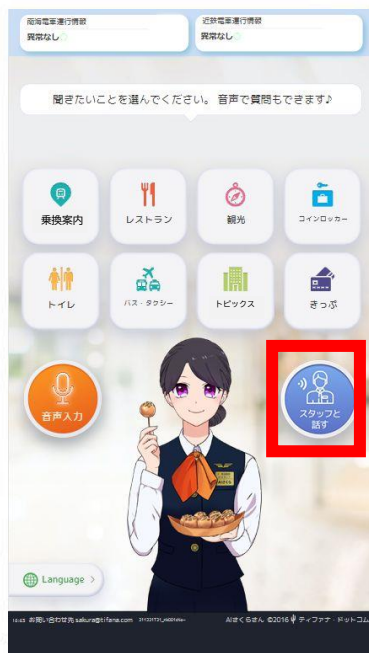 南海電車運行情報
近鉄電車運行情報
異常なし○
異常なし○
聞きたいことを選んでください。音声で質問もできます♪
乗換案内
レストラン
観光
コインロッカー
トイレ
バス・タクシー
トピックス
きっぷ
音声入力
スタッフと
話す
Language >
お問い合わせ先 sakura@tifana.com
AIさくらさん ©2016 ティファナ・ドットコム